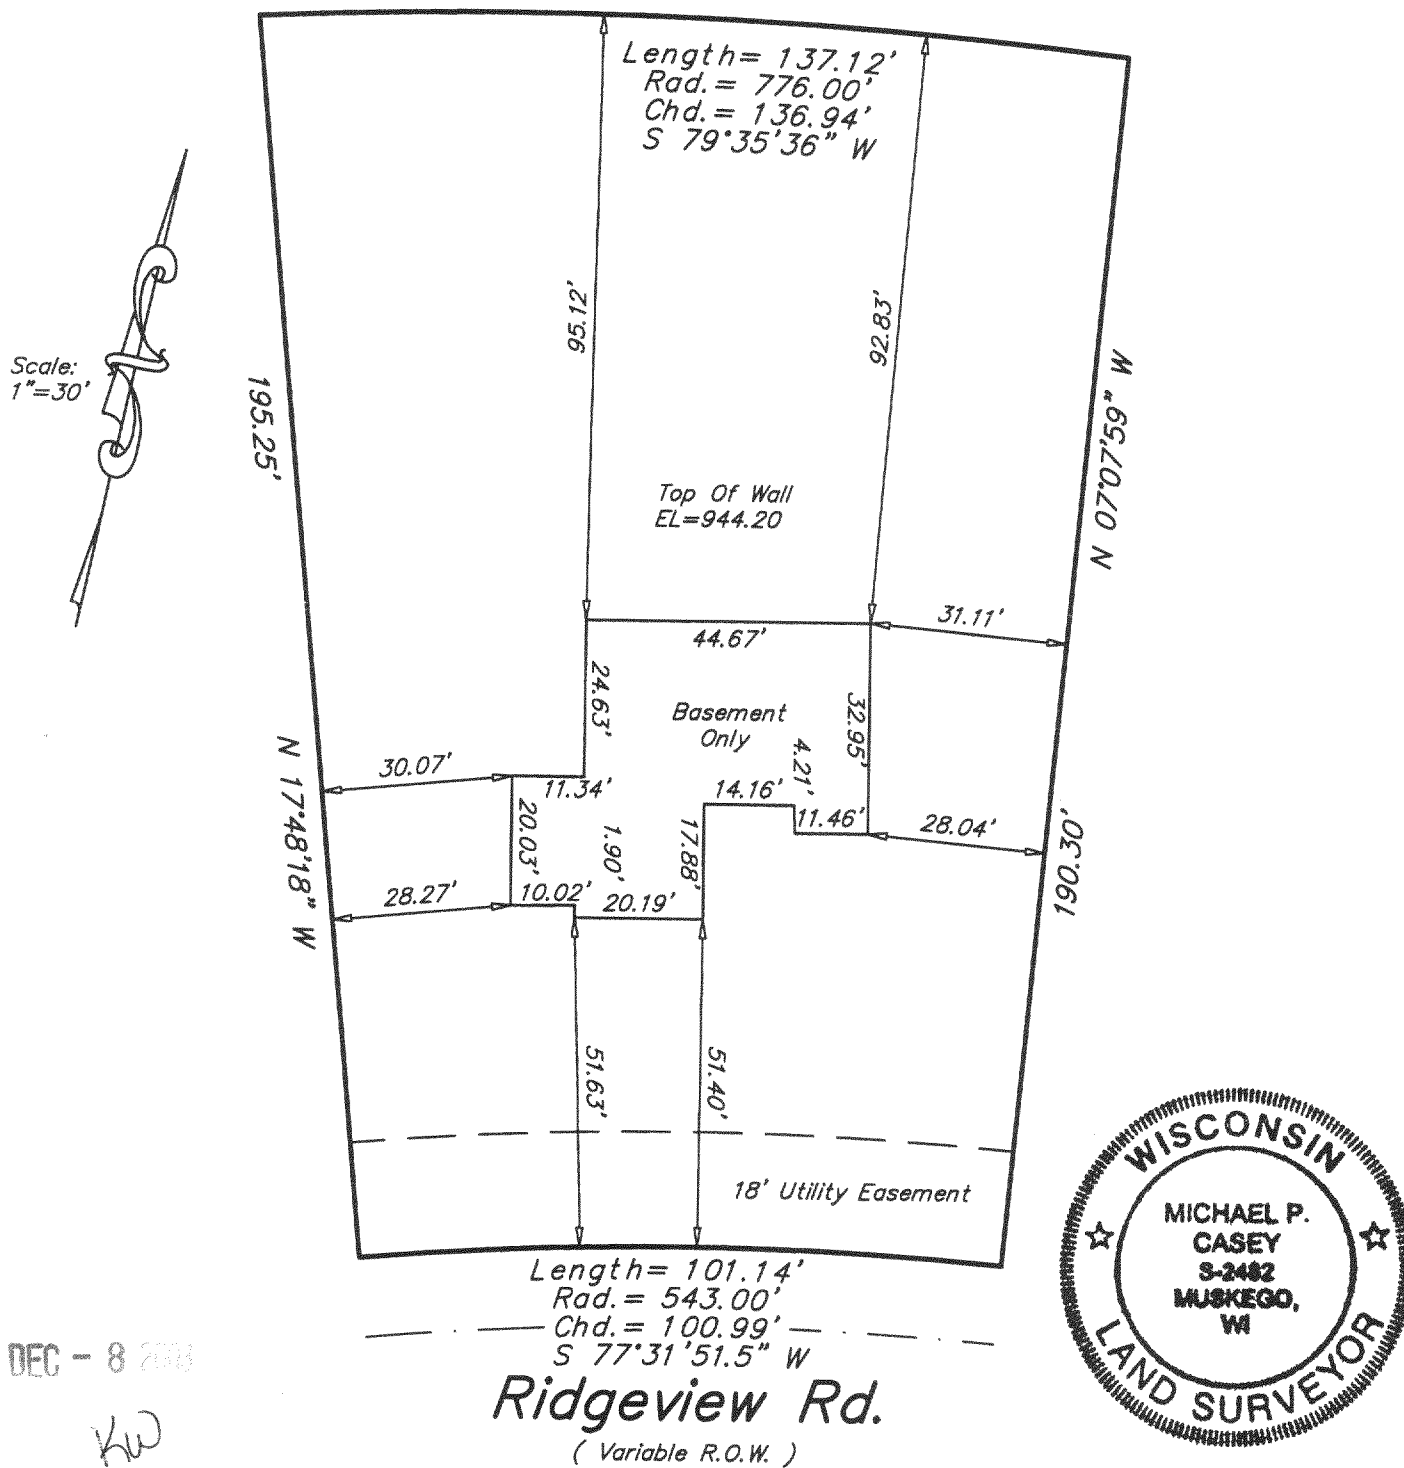 Length= 137.12'
Rad.= 776.00'
Chd.= 136.94'
S 79°35'36" W
Scale:
1"=30'
95.12'
92.83'
195.25'
N 07°07'59" W
Top Of Wall
EL=944.20
31.11'
44.67'
24.63'
Basement
Only
32.95'
4.21'
30.07'
11.34'
14.16'
11.46'
28.04'
N 17°48'18" W
20.03'
1.90'
17.88'
190.30'
28.27'
10.02'
20.19'
51.63'
51.40'
18' Utility Easement
WISCONSIN
MICHAEL P.
CASEY
S-2482
MUSKEGO,
WI
LAND SURVEYOR
Length= 101.14'
Rad.= 543.00'
Chd.= 100.99'
S 77°31'51.5" W
DEC - 8
Ridgeview Rd.
( Variable R.O.W. )
KW